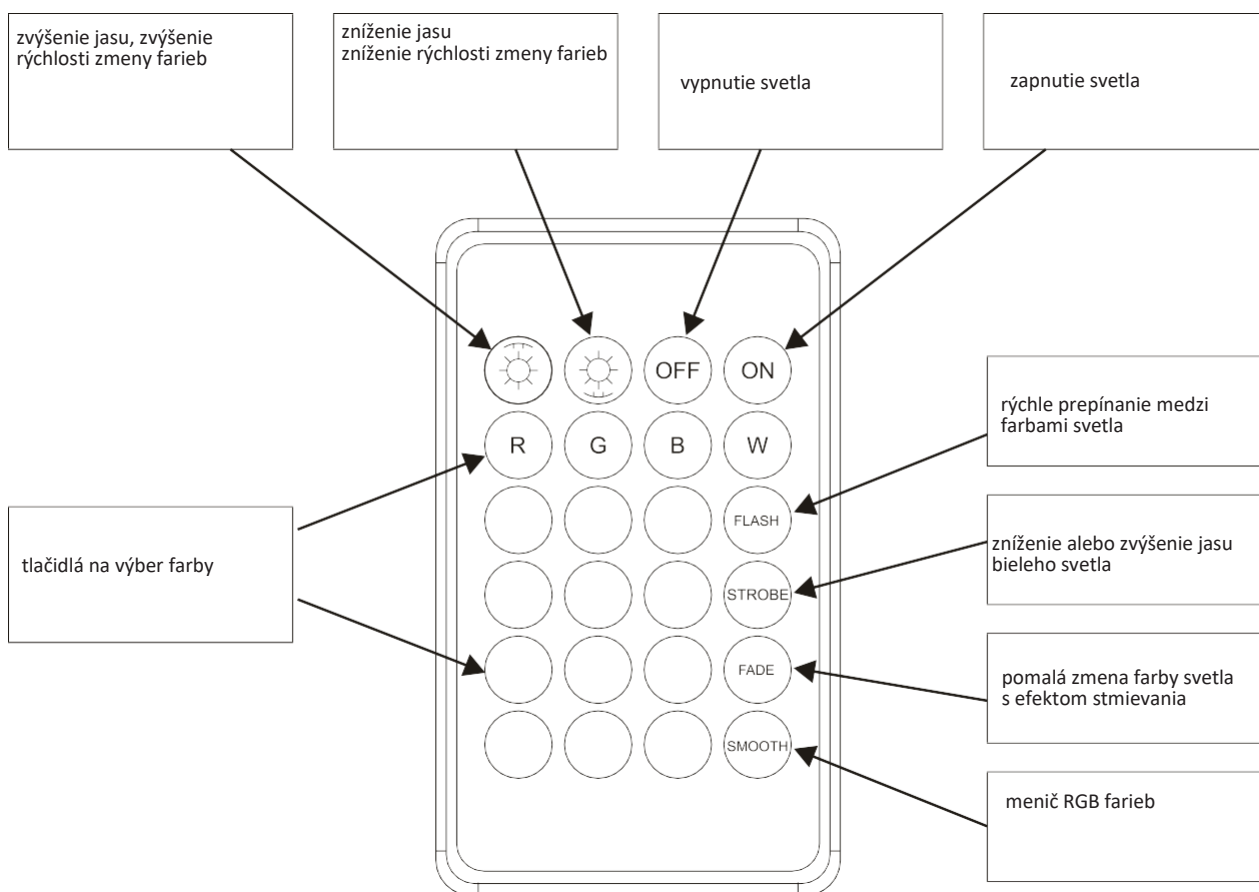 zvýšenie jasu, zvýšenie
rýchlosti zmeny farieb
zníženie jasu
zníženie rýchlosti zmeny farieb
vypnutie svetla
zapnutie svetla
OFF
ON
R
G
B
W
rýchle prepínanie medzi
farbami svetla
FLASH
tlačidlá na výber farby
zníženie alebo zvýšenie jasu
bieleho svetla
STROBE
FADE
pomalá zmena farby svetla
s efektom stmievania
SMOOTH
menič RGB farieb